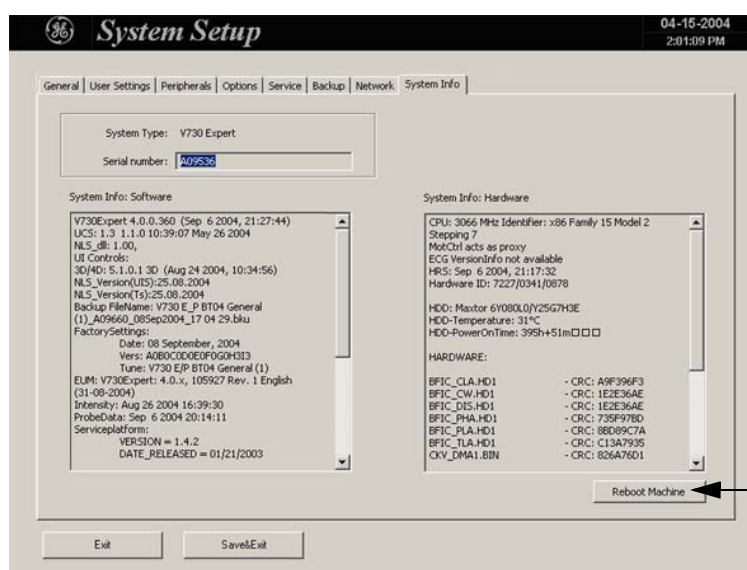 System Setup
04-15-2004
2:01:09 PM
General
User Settings
Peripherals
Options
Service
Backup
Network
System Info
System Type: V730 Expert
Serial number: A09536
System Info: Software
V730Expert 4.0.0.360 (Sep 6 2004, 21:27:44)
UCS: 1.3 1.1.0 10:39:07 May 26 2004
NLS_dll: 1.00,
UI Controls:
3D/4D: 5.1.0.1 3D (Aug 24 2004, 10:34:56)
NLS_Version(UIS):25.08.2004
NLS_Version(Ts):25.08.2004
Backup FileName: V730 E_P BT04 General
(1)_A09660_08Sep2004_17 04 29.bku
FactorySettings:
Date: 08 September, 2004
Vers: A0B0C0D0E0F0G0H3I3
Tune: V730 E/P BT04 General (1)
EUM: V730Expert: 4.0.x, 105927 Rev. 1 English
(31-08-2004)
Intensity: Aug 26 2004 16:39:30
ProbeData: Sep 6 2004 20:14:11
Serviceplatform:
VERSION = 1.4.2
DATE_RELEASED = 01/21/2003
System Info: Hardware
CPU: 3066 MHz Identifier: x86 Family 15 Model 2
Stepping 7
MotCtrl acts as proxy
ECG VersionInfo not available
HRS: Sep 6 2004, 21:17:32
Hardware ID: 7227/0341/0878
HDD: Maxtor 6Y080L0/Y25G7H3E
HDD-Temperature: 31°C
HDD-PowerOnTime: 395h+51m□□□
HARDWARE:
BFIC_CLA.HD1 - CRC: A9F396F3
BFIC_CW.HD1 - CRC: 1E2E36AE
BFIC_DIS.HD1 - CRC: 1E2E36AE
BFIC_PHA.HD1 - CRC: 735F97BD
BFIC_PLA.HD1 - CRC: 8BD89C7A
BFIC_TLA.HD1 - CRC: C13A7935
CKV_DMA1.BIN - CRC: 826A76D1
Reboot Machine
Exit
Save&Exit